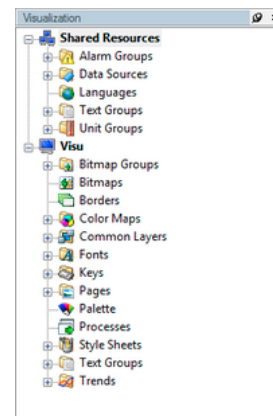 Visualization
Shared Resources
Alarm Groups
Data Sources
Languages
Text Groups
Unit Groups
Visu
Bitmap Groups
Bitmaps
Borders
Color Maps
Common Layers
Fonts
Keys
Pages
Palette
Processes
Style Sheets
Text Groups
Trends